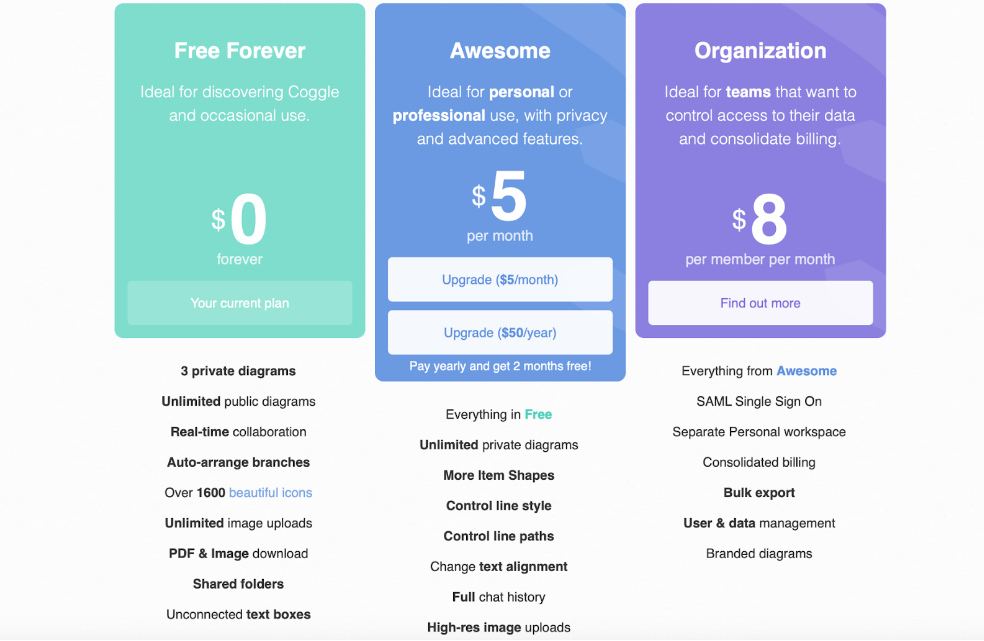 Free Forever
Ideal for discovering Coggle
and occasional use.
$0
forever
Your current plan
3 private diagrams
Unlimited public diagrams
Real-time collaboration
Auto-arrange branches
Over 1600 beautiful icons
Unlimited image uploads
PDF & Image download
Shared folders
Unconnected text boxes
Awesome
Ideal for personal or
professional use, with privacy
and advanced features.
$5
per month
Upgrade ($5/month)
Upgrade ($50/year)
Pay yearly and get 2 months free!
Everything in Free
Unlimited private diagrams
More Item Shapes
Control line style
Control line paths
Change text alignment
Full chat history
High-res image uploads
Organization
Ideal for teams that want to
control access to their data
and consolidate billing.
$8
per member per month
Find out more
Everything from Awesome
SAML Single Sign On
Separate Personal workspace
Consolidated billing
Bulk export
User & data management
Branded diagrams